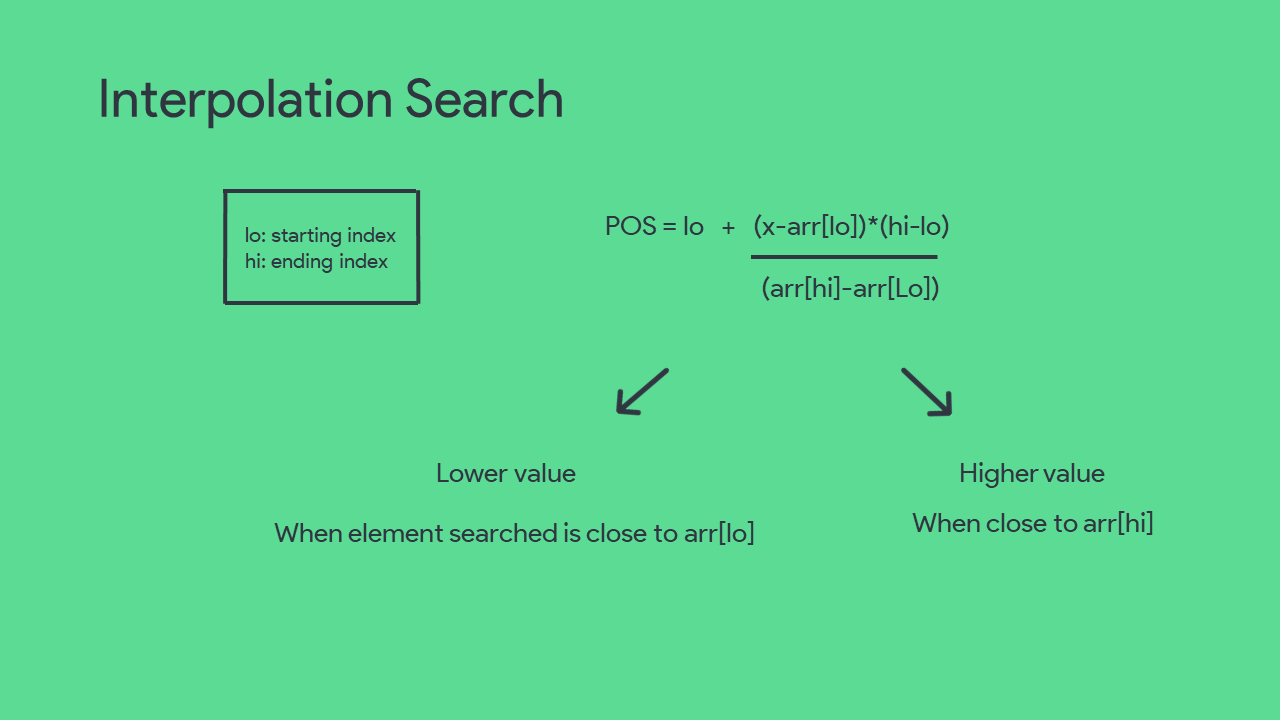 Interpolation Search
lo: starting index
hi: ending index
POS = lo + (x-arr[lo])*(hi-lo)
(arr[hi]-arr[Lo])
Lower value
When element searched is close to arr[lo]
Higher value
When close to arr[hi]